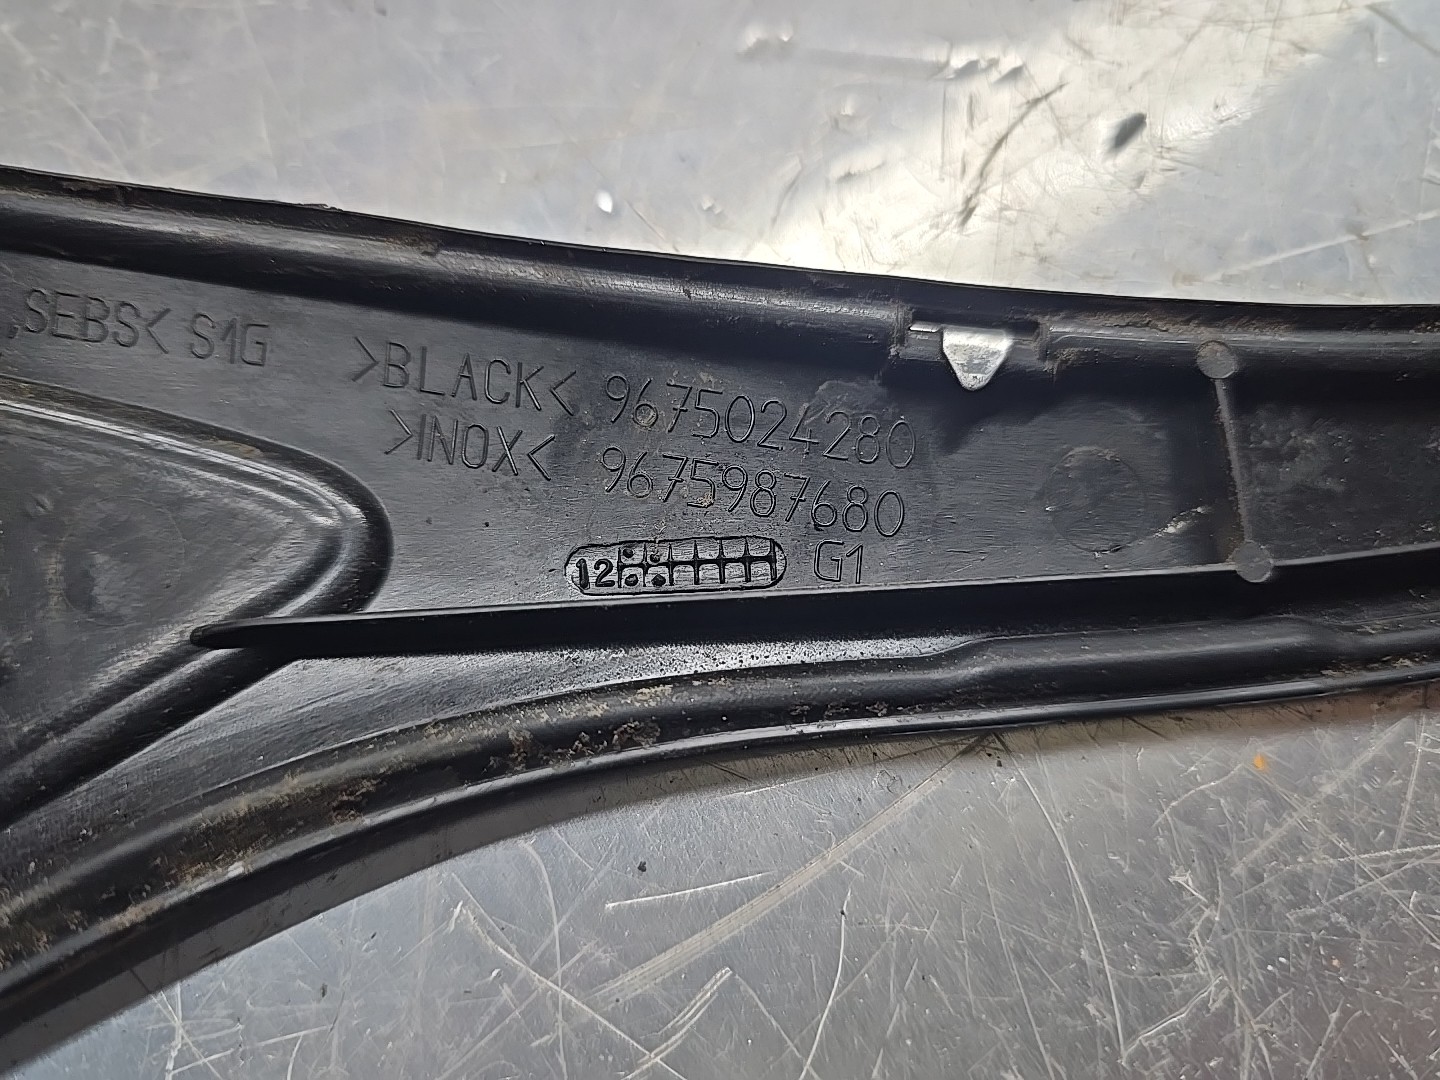 SEBS< S1G
>BLACK< 9675024280
>INOX< 9675987680
12 G1